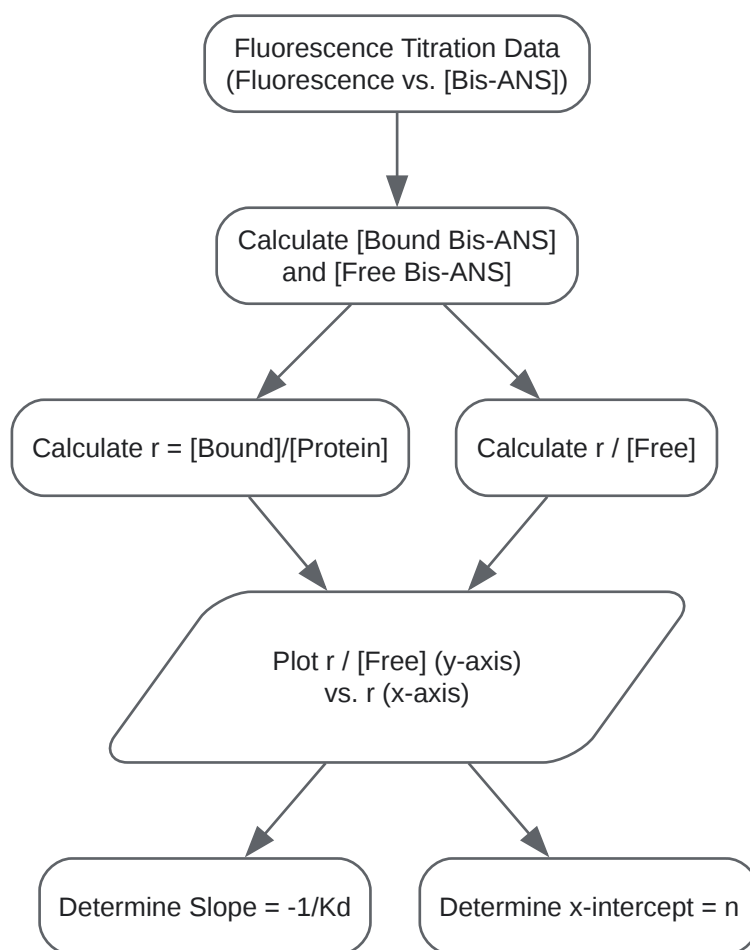 Fluorescence Titration Data
(Fluorescence vs. [Bis-ANS])
Calculate [Bound Bis-ANS]
and [Free Bis-ANS]
Calculate r = [Bound]/[Protein]
Calculate r / [Free]
Plot r / [Free] (y-axis)
vs. r (x-axis)
Determine Slope = -1/Kd
Determine x-intercept = n